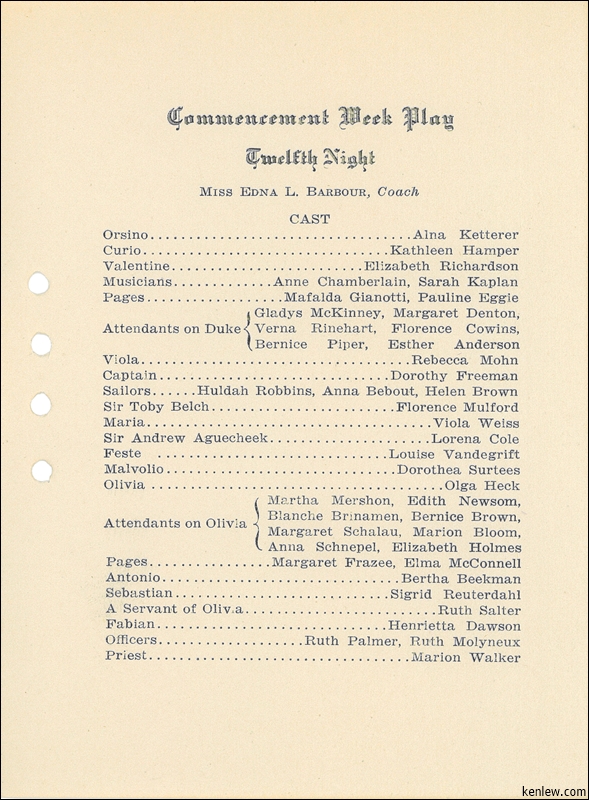 Commencement Week Play
Twelfth Night
Miss Edna L. Barbour, Coach
CAST
Orsino.................................Alna Ketterer
Curio...............................Kathleen Hamper
Valentine........................Elizabeth Richardson
Musicians.............Anne Chamberlain, Sarah Kaplan
Pages.................Mafalda Gianotti, Pauline Eggie
Gladys McKinney, Margaret Denton,
Attendants on Duke { Verna Rinehart, Florence Cowins,
Bernice Piper, Esther Anderson
Viola..................................Rebecca Mohn
Captain.............................Dorothy Freeman
Sailors......Huldah Robbins, Anna Bebout, Helen Brown
Sir Toby Belch.......................Florence Mulford
Maria....................................Viola Weiss
Sir Andrew Aguecheek....................Lorena Cole
Feste .............................Louise Vandegrift
Malvolio.............................Dorothea Surtees
Olivia .....................................Olga Heck
Martha Mershon, Edith Newsom,
Blanche Brinamen, Bernice Brown,
Attendants on Olivia {
Margaret Schalau, Marion Bloom,
Anna Schnepel, Elizabeth Holmes
Pages................Margaret Frazee, Elma McConnell
Antonio..............................Bertha Beekman
Sebastian...........................Sigrid Reuterdahl
A Servant of Oliv.a........................Ruth Salter
Fabian.............................Henrietta Dawson
Officers..................Ruth Palmer, Ruth Molyneux
Priest.................................Marion Walker
kenlew.com